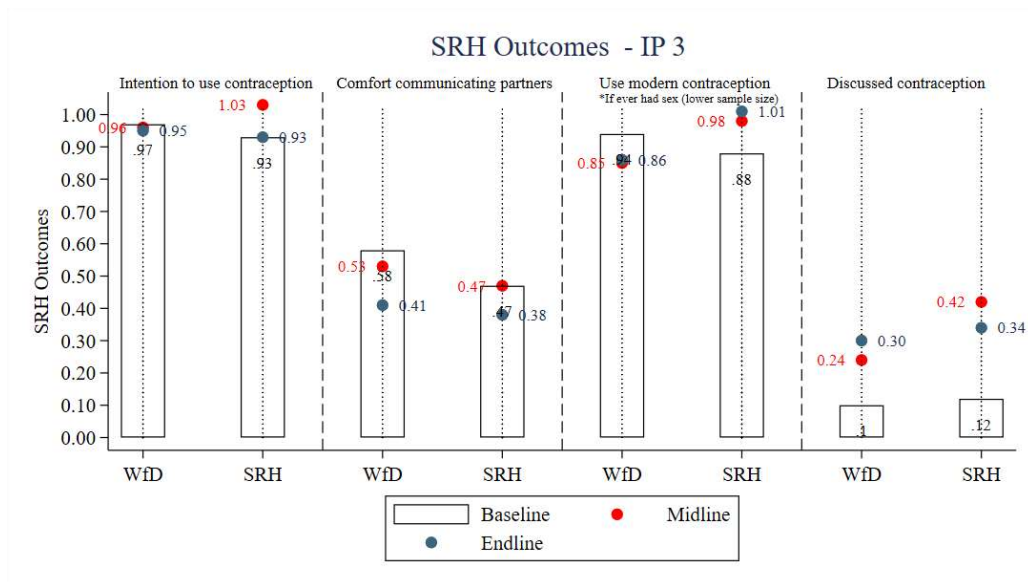 SRH Outcomes - IP 3
Intention to use contraception
Comfort communicating partners
Use modern contraception
*If ever had sex (lower sample size)
Discussed contraception
SRH Outcomes
1.00
0.90
0.80
0.70
0.60
0.50
0.40
0.30
0.20
0.10
0.00
0.96
0.95
.97
1.03
0.93
.93
0.53
.58
0.41
0.47
.47
0.38
0.85
.94
0.86
0.98
1.01
.88
0.24
0.30
.1
0.42
0.34
.12
WfD
SRH
WfD
SRH
WfD
SRH
WfD
SRH
Baseline
Midline
Endline